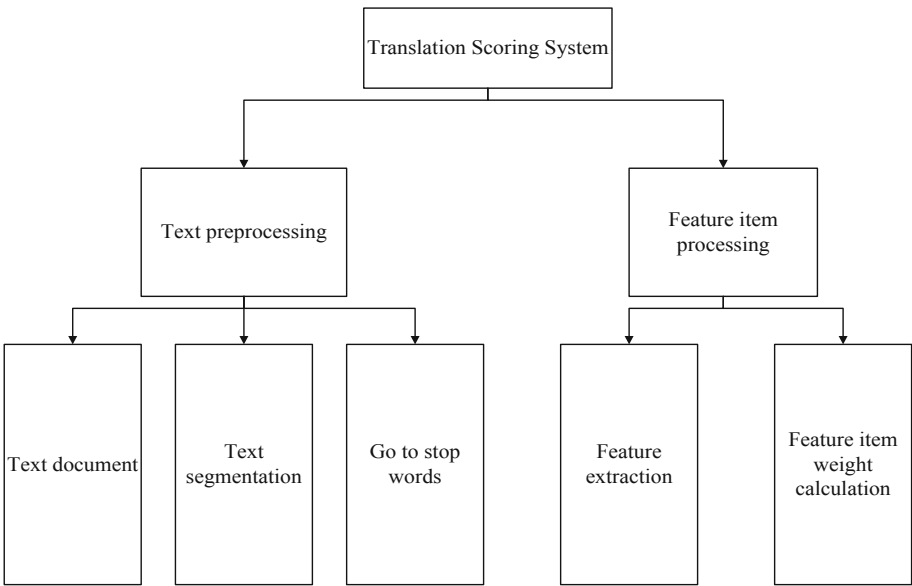 Translation Scoring System
Text preprocessing
Feature item
processing
Text document
Text
segmentation
Go to stop
words
Feature
extraction
Feature item
weight
calculation